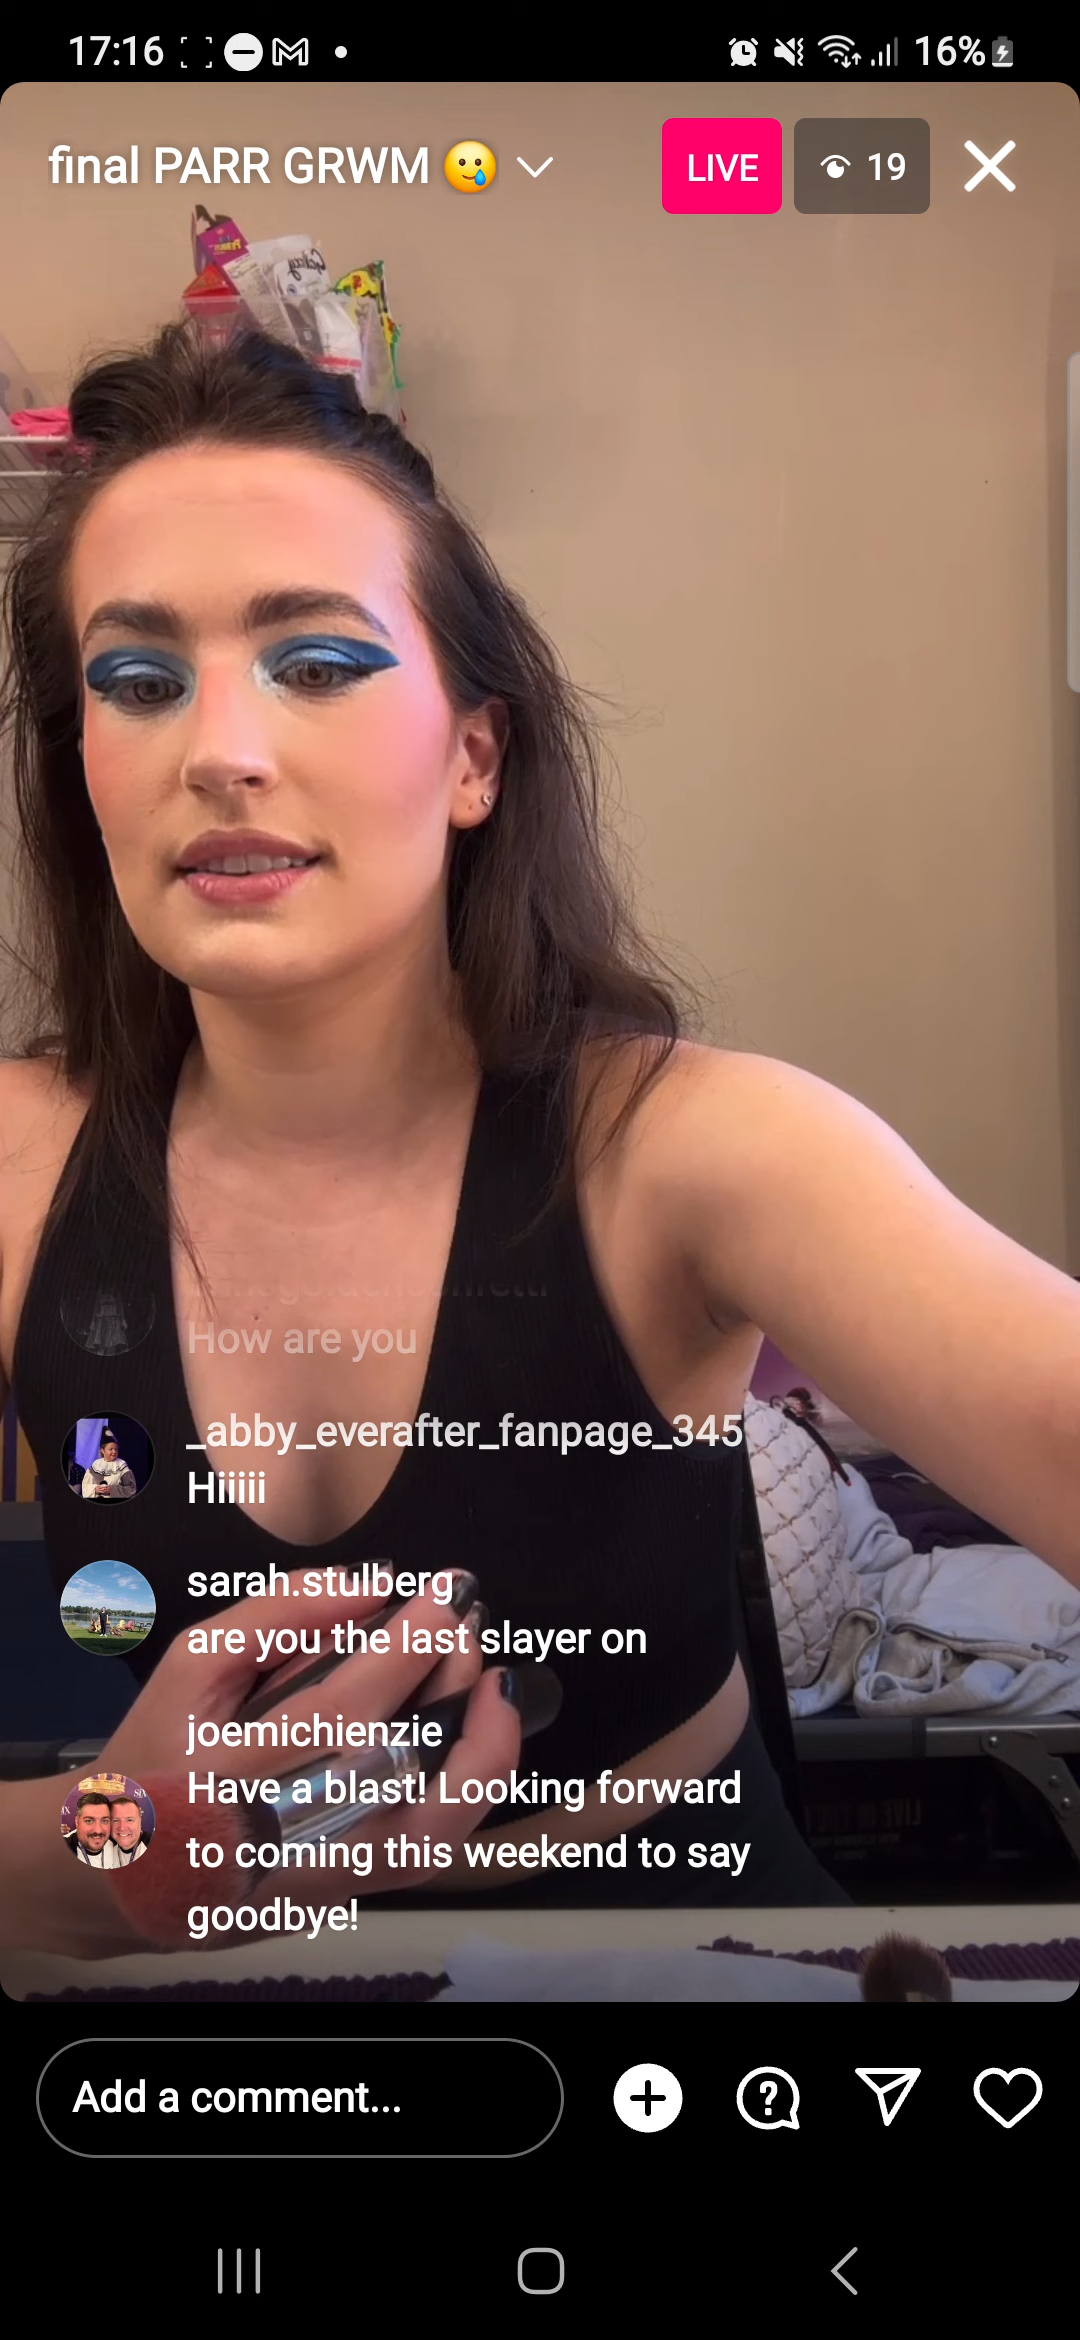 17:16
16%
final PARR GRWM 🥲
LIVE
19
How are you
_abby_everafter_fanpage_345
Hiiiii
sarah.stulberg
are you the last slayer on
joemichienzie
Have a blast! Looking forward
to coming this weekend to say
goodbye!
Add a comment...